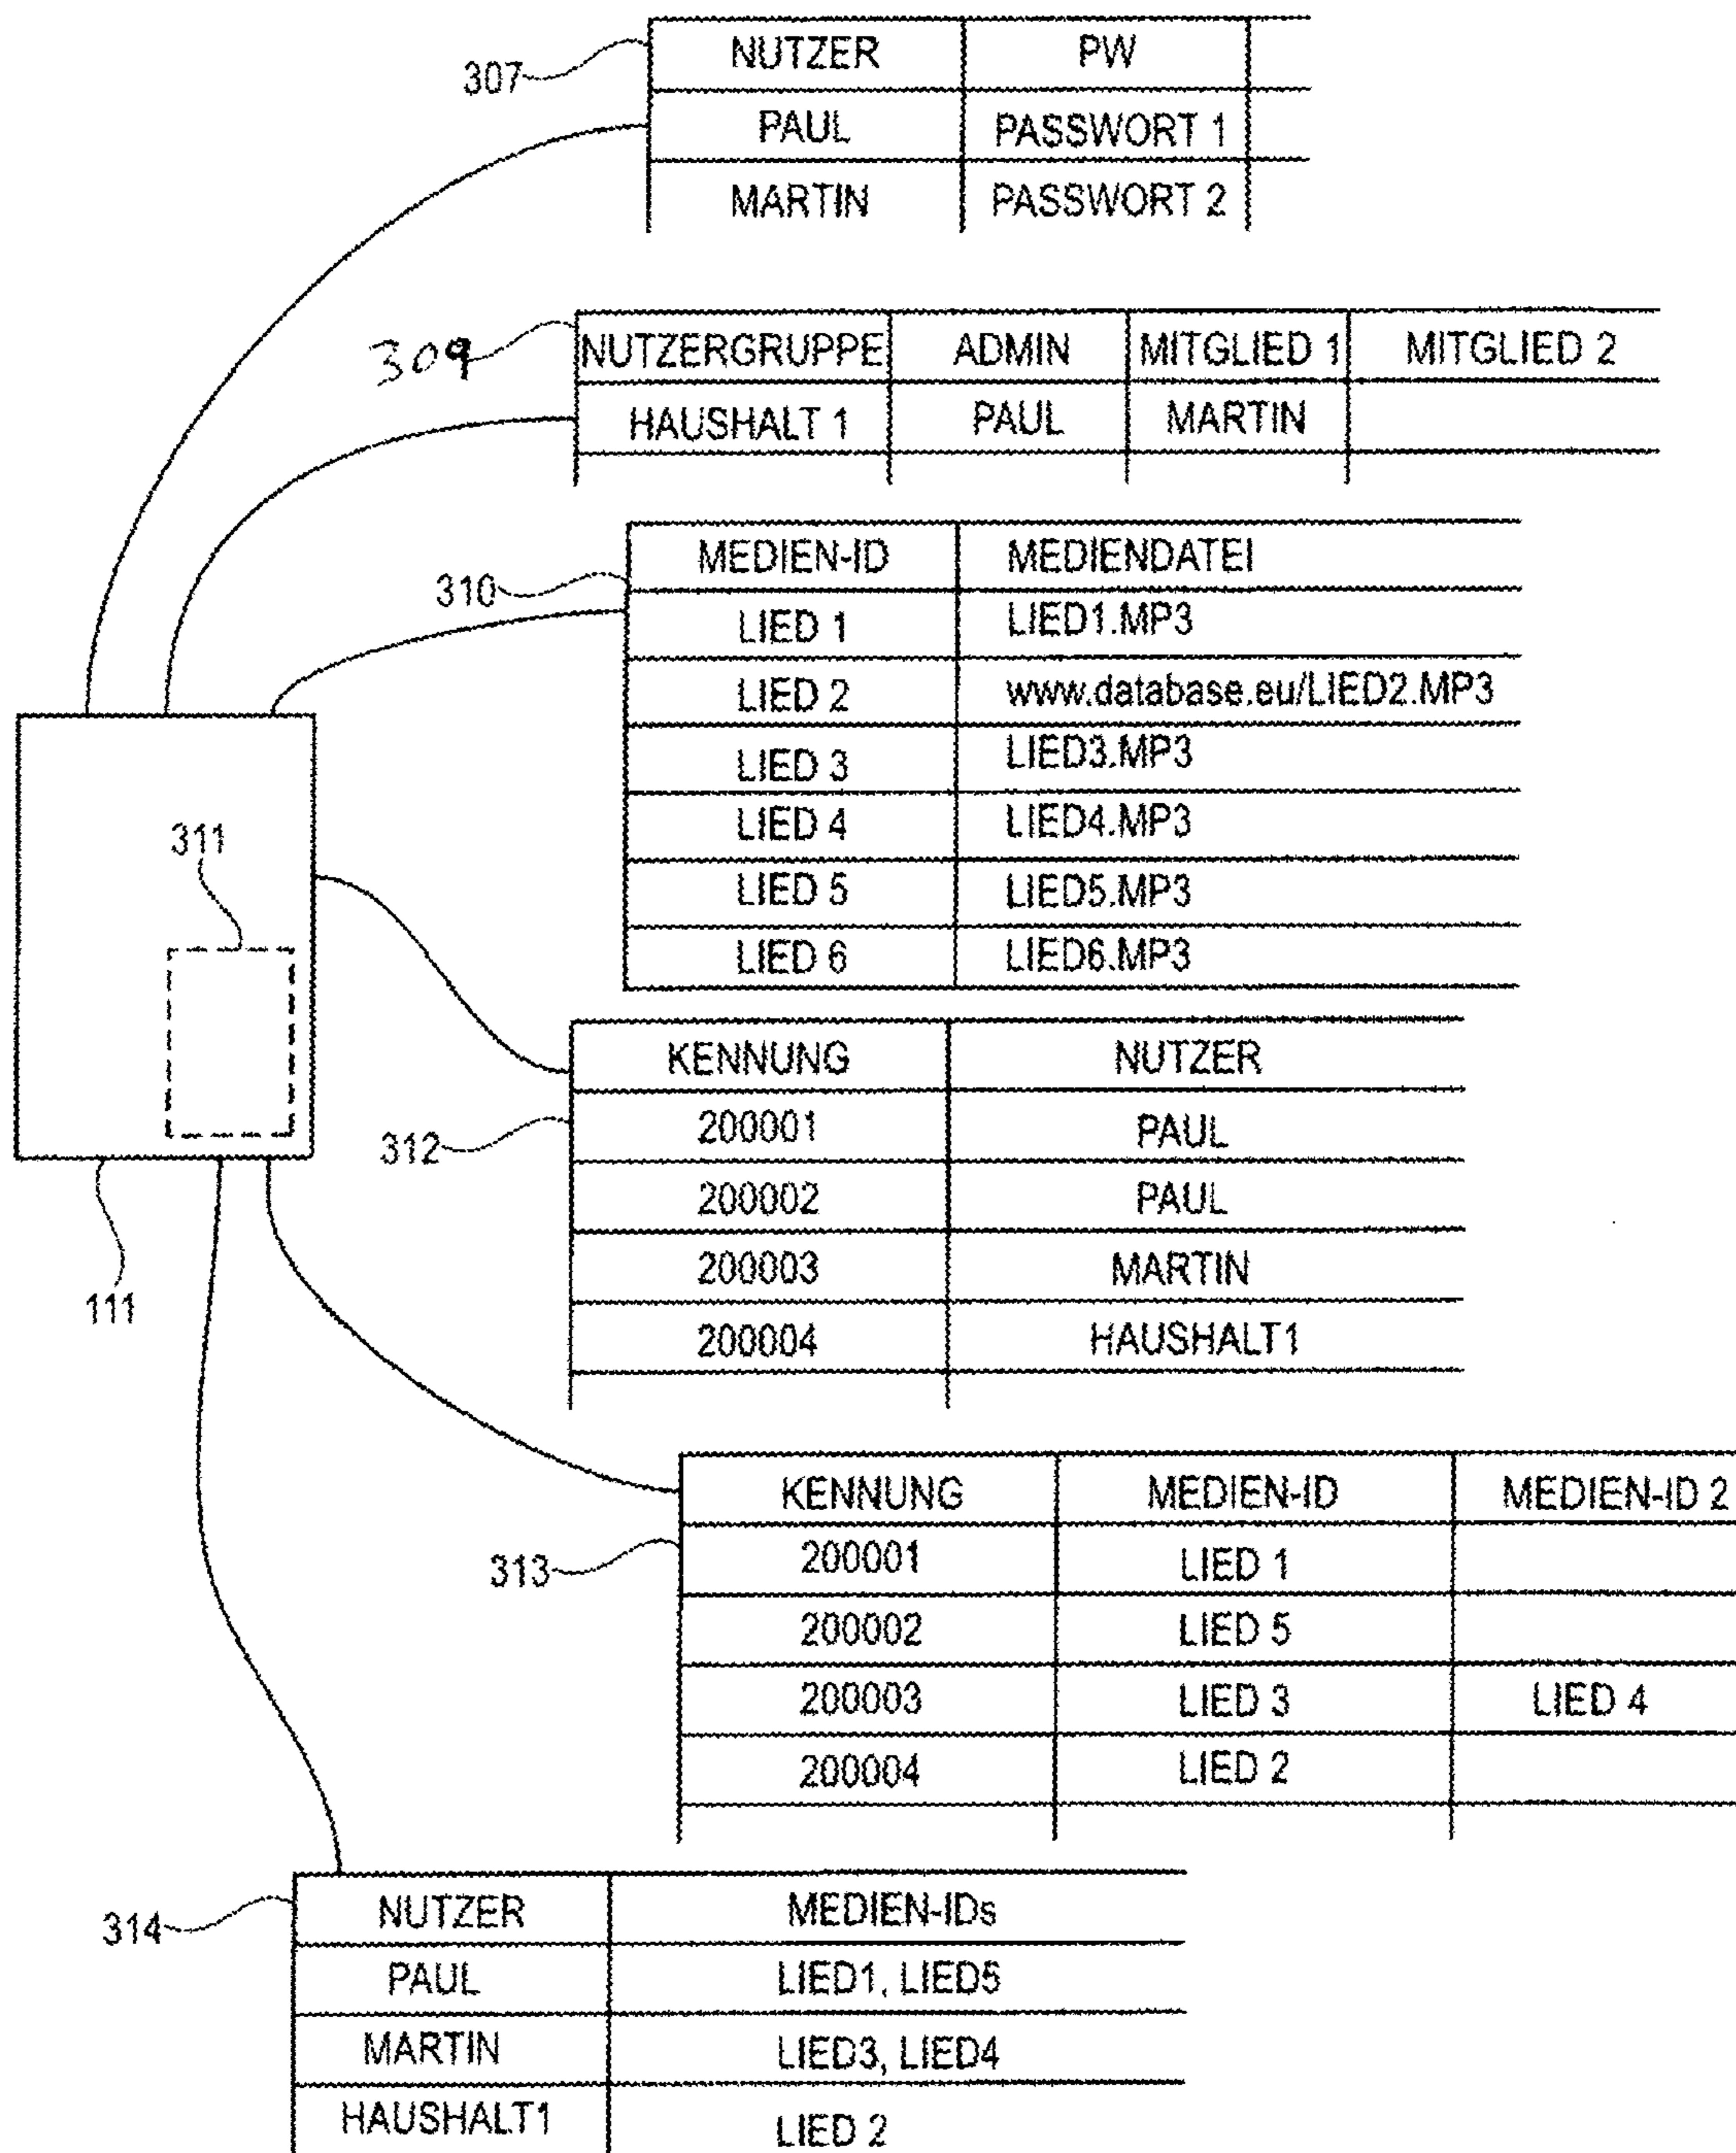 NUTZER PW
307
PAUL PASSWORT 1
MARTIN PASSWORT 2
309
NUTZERGRUPPE ADMIN MITGLIED 1 MITGLIED 2
HAUSHALT 1 PAUL MARTIN
MEDIEN-ID MEDIENDATEI
310
LIED 1 LIED1.MP3
LIED 2 www.database.eu/LIED2.MP3
LIED 3 LIED3.MP3
LIED 4 LIED4.MP3
LIED 5 LIED5.MP3
LIED 6 LIED6.MP3
311
111
KENNUNG NUTZER
312
200001 PAUL
200002 PAUL
200003 MARTIN
200004 HAUSHALT1
KENNUNG MEDIEN-ID MEDIEN-ID 2
313
200001 LIED 1
200002 LIED 5
200003 LIED 3 LIED 4
200004 LIED 2
314
NUTZER MEDIEN-IDs
PAUL LIED1, LIED5
MARTIN LIED3, LIED4
HAUSHALT1 LIED 2